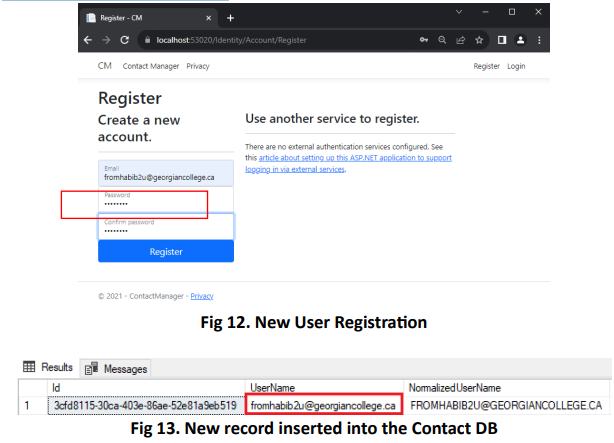 Register - CM
localhost:53020/Identity/Account/Register
CM Contact Manager Privacy Register Login
Register
Create a new
account.
Use another service to register.
There are no external authentication services configured. See
this article about setting up this ASP.NET application to support
logging in via external services.
Email
fromhabib2u@georgiancollege.ca
Password
Confirm password
Register
© 2021 - ContactManager - Privacy
Fig 12. New User Registration
Results Messages
Id UserName NormalizedUserName
1 3cfd8115-30ca-403e-86ae-52e81a9eb519 fromhabib2u@georgiancollege.ca FROMHABIB2U@GEORGIANCOLLEGE.CA
Fig 13. New record inserted into the Contact DB